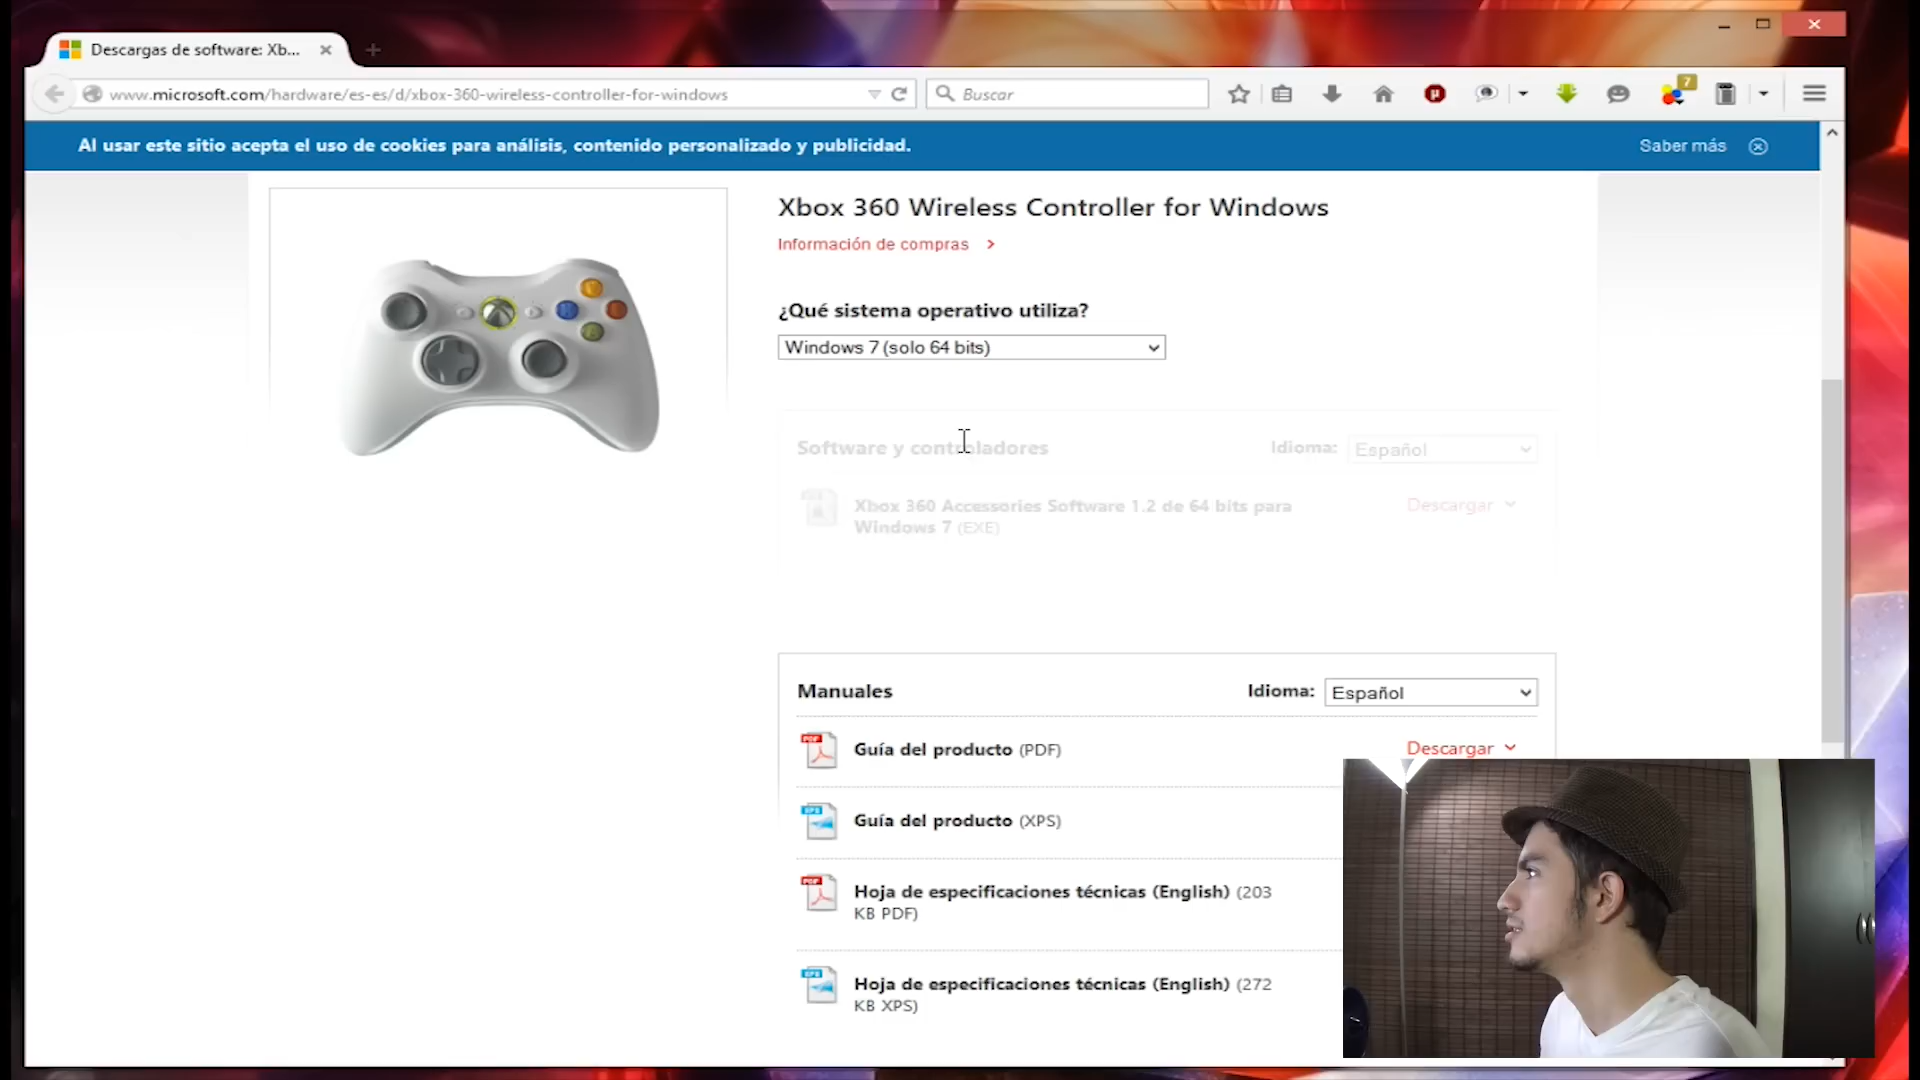 Descargas de software: Xb...
www.microsoft.com/hardware/es-es/d/xbox-360-wireless-controller-for-windows
Buscar
7
Al usar este sitio acepta el uso de cookies para análisis, contenido personalizado y publicidad.
Saber más
Xbox 360 Wireless Controller for Windows
Información de compras
¿Qué sistema operativo utiliza?
Windows 7 (solo 64 bits)
Software y controladores
Idioma: Español
Xbox 360 Accessories Software 1.2 de 64 bits para
Windows 7 (EXE)
Descargar
Manuales
Idioma: Español
PDF
Guía del producto (PDF)
Descargar
XPS
Guía del producto (XPS)
PDF
Hoja de especificaciones técnicas (English) (203
KB PDF)
XPS
Hoja de especificaciones técnicas (English) (272
KB XPS)